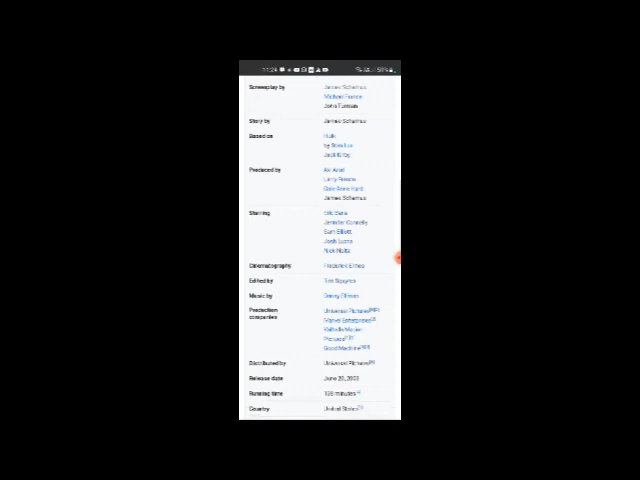 Screenplay by James Schamus
Michael France
John Turman
Story by James Schamus
Based on Hulk
by Stan Lee
Jack Kirby
Produced by Avi Arad
Larry Franco
Gale Anne Hurd
James Schamus
Starring Eric Bana
Jennifer Connelly
Sam Elliott
Josh Lucas
Nick Nolte
Cinematography Frederick Elmes
Edited by Tim Squyres
Music by Danny Elfman
Production companies Universal Pictures
Marvel Enterprises
Valhalla Motion
Pictures
Good Machine
Distributed by Universal Pictures
Release date June 20, 2003
Running time 138 minutes
Country United States